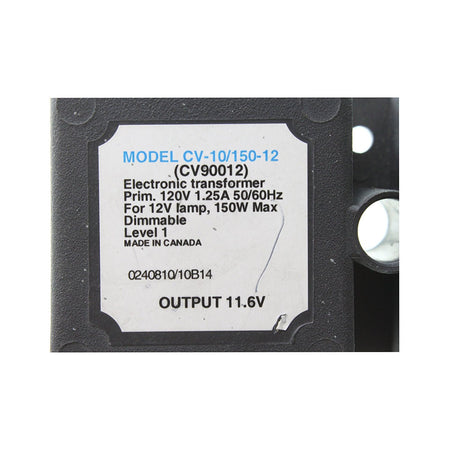 MODEL CV-10/150-12
(CV90012)
Electronic transformer
Prim. 120V 1.25A 50/60Hz
For 12V lamp, 150W Max
Dimmable
Level 1
MADE IN CANADA
0240810/10B14
OUTPUT 11.6V